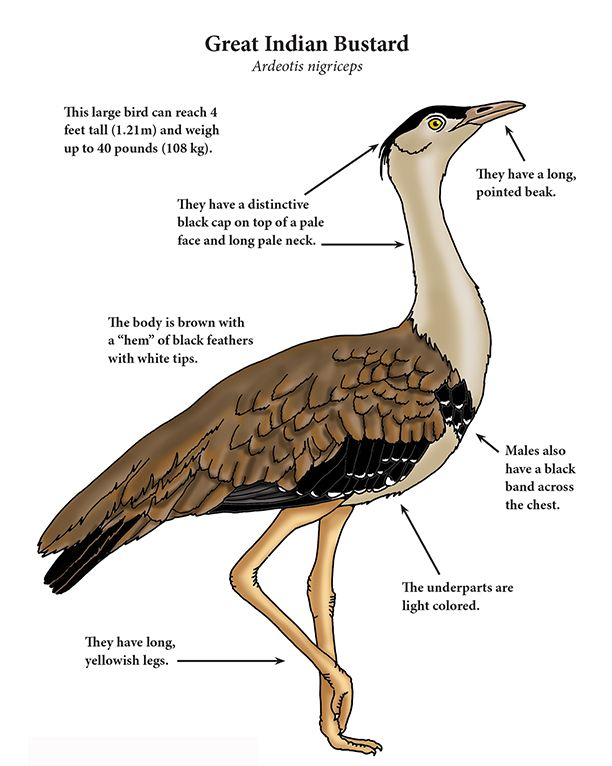 Great Indian Bustard
Ardeotis nigriceps
This large bird can reach 4
feet tall (1.21m) and weigh
up to 40 pounds (108 kg).
They have a long,
pointed beak.
They have a distinctive
black cap on top of a pale
face and long pale neck.
The body is brown with
a “hem” of black feathers
with white tips.
Males also
have a black
band across
the chest.
The underparts are
light colored.
They have long,
yellowish legs.